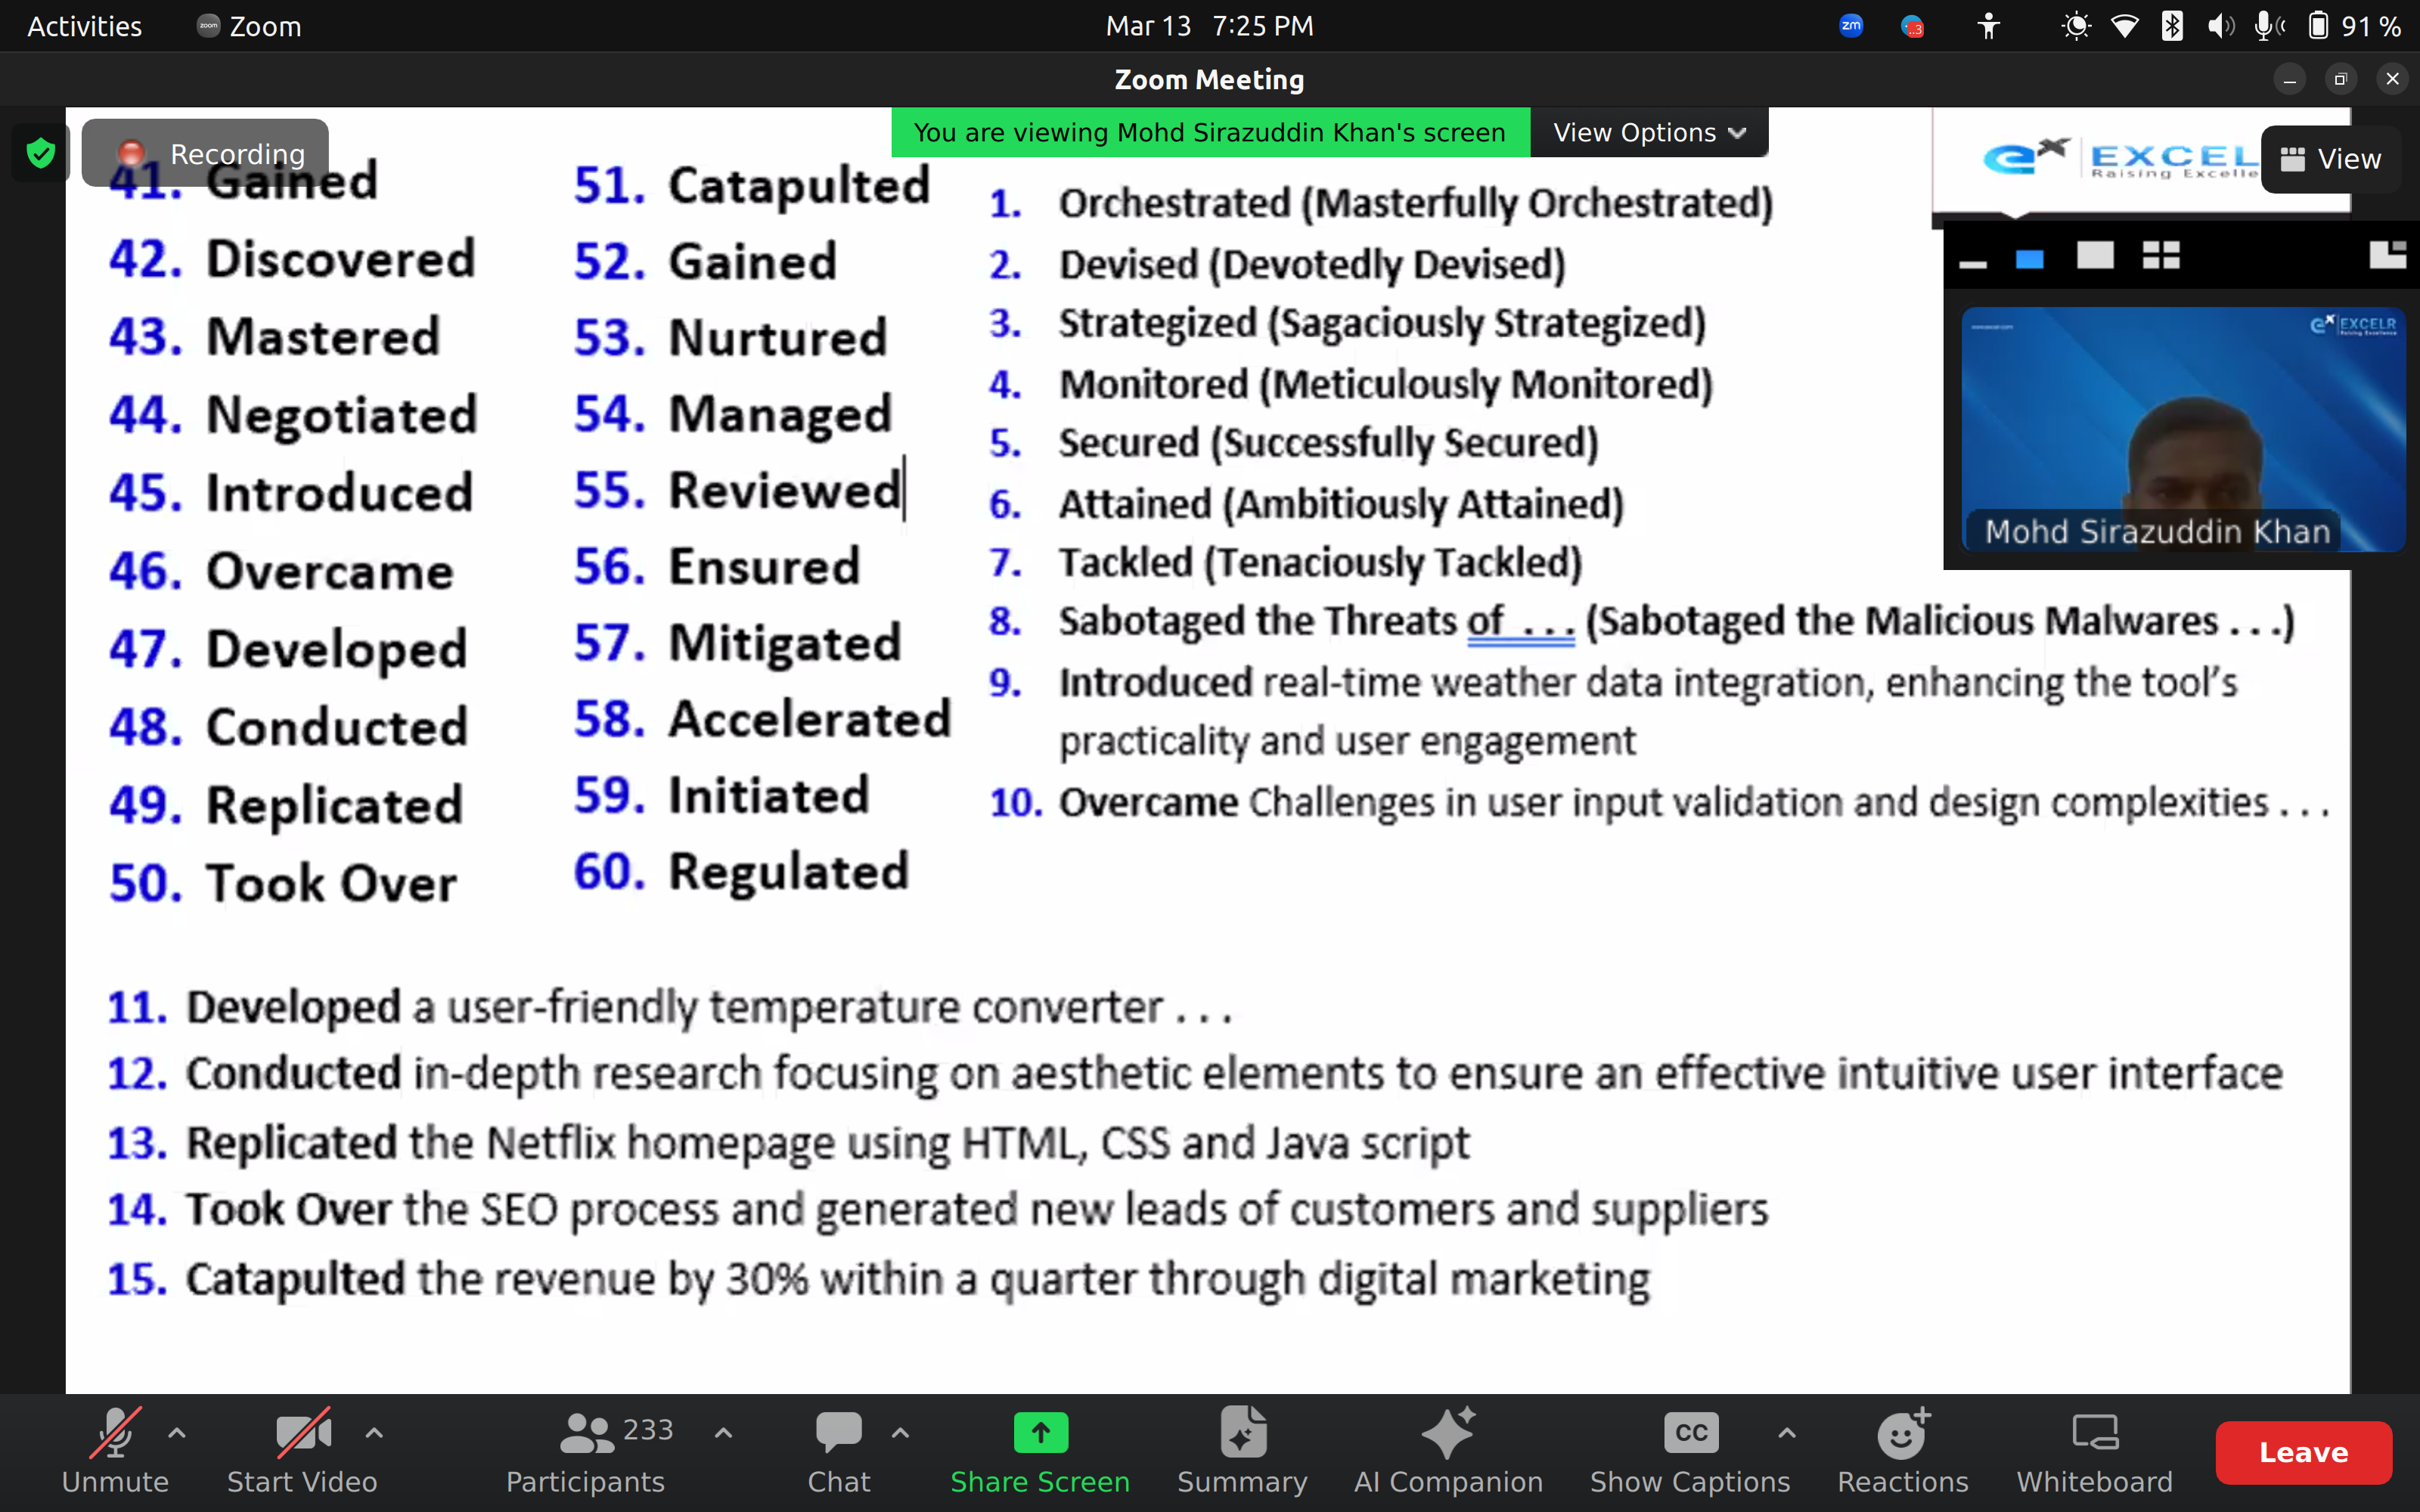 Activities
zoom
Zoom
Mar 13 7:25 PM
zm
91 %
Zoom Meeting
Recording
You are viewing Mohd Sirazuddin Khan's screen
View Options
EXCEL
Raising Excelle
View
41. Gained
42. Discovered
43. Mastered
44. Negotiated
45. Introduced
46. Overcame
47. Developed
48. Conducted
49. Replicated
50. Took Over
51. Catapulted
52. Gained
53. Nurtured
54. Managed
55. Reviewed
56. Ensured
57. Mitigated
58. Accelerated
59. Initiated
60. Regulated
1. Orchestrated (Masterfully Orchestrated)
2. Devised (Devotedly Devised)
3. Strategized (Sagaciously Strategized)
4. Monitored (Meticulously Monitored)
5. Secured (Successfully Secured)
6. Attained (Ambitiously Attained)
7. Tackled (Tenaciously Tackled)
8. Sabotaged the Threats of ... (Sabotaged the Malicious Malwares ...)
9. Introduced real-time weather data integration, enhancing the tool's
practicality and user engagement
10. Overcame Challenges in user input validation and design complexities ...
EXCELR
Raising Excellence
Mohd Sirazuddin Khan
11. Developed a user-friendly temperature converter ...
12. Conducted in-depth research focusing on aesthetic elements to ensure an effective intuitive user interface
13. Replicated the Netflix homepage using HTML, CSS and Java script
14. Took Over the SEO process and generated new leads of customers and suppliers
15. Catapulted the revenue by 30% within a quarter through digital marketing
Unmute
Start Video
233
Participants
Chat
Share Screen
Summary
AI Companion
CC
Show Captions
Reactions
Whiteboard
Leave